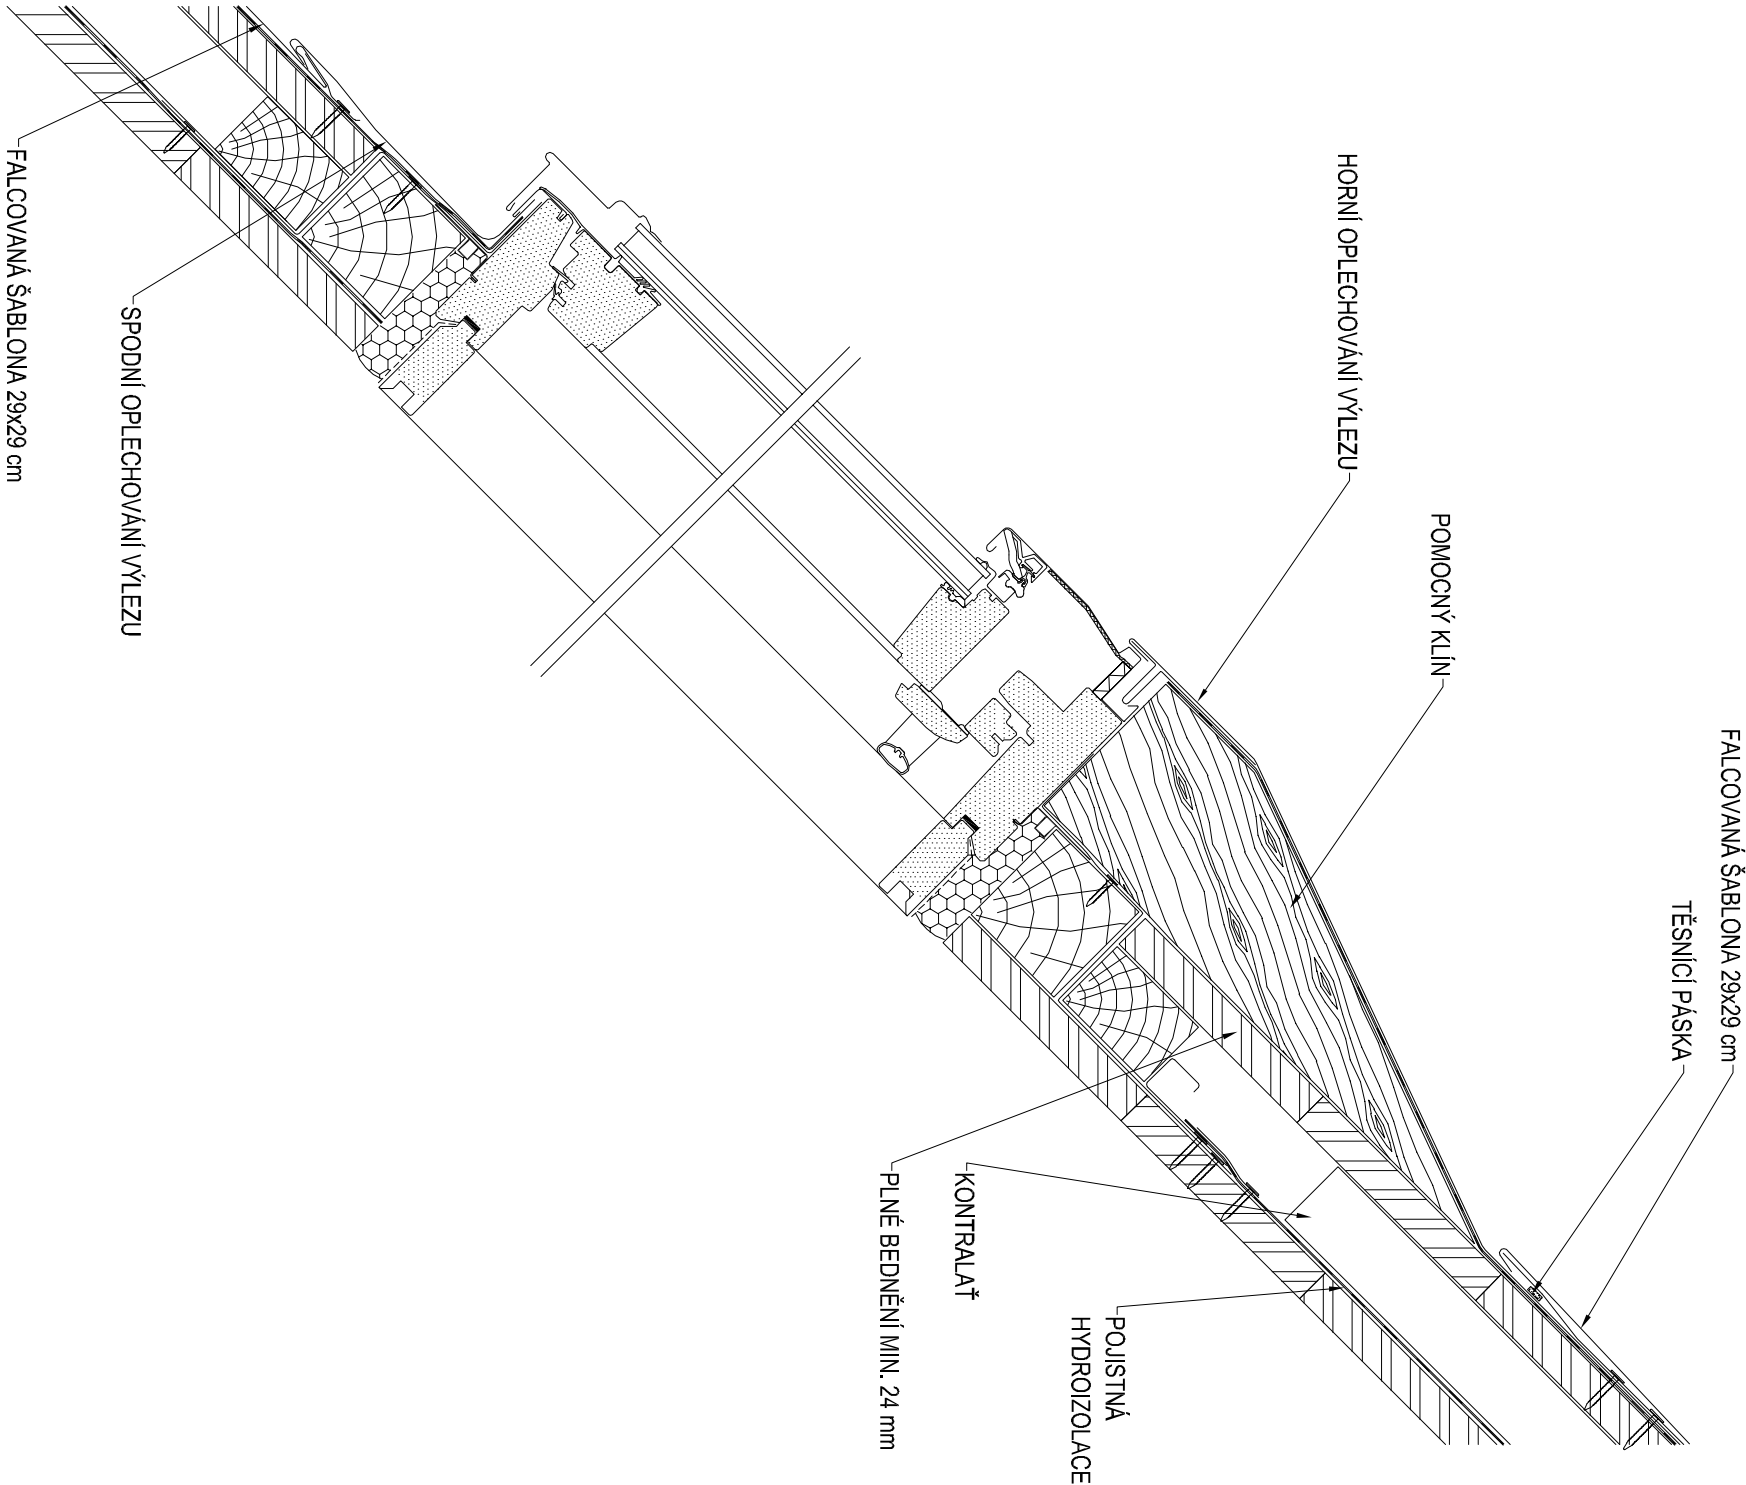 FALCOVANÁ ŠABLONA 29x29 cm
TĚSNÍCÍ PÁSKA
POMOCNÝ KLÍN
HORNÍ OPLECHOVÁNÍ VÝLEZU
POJISTNÁ
HYDROIZOLACE
KONTRALAŤ
PLNÉ BEDNĚNÍ MIN. 24 mm
SPODNÍ OPLECHOVÁNÍ VÝLEZU
FALCOVANÁ ŠABLONA 29x29 cm